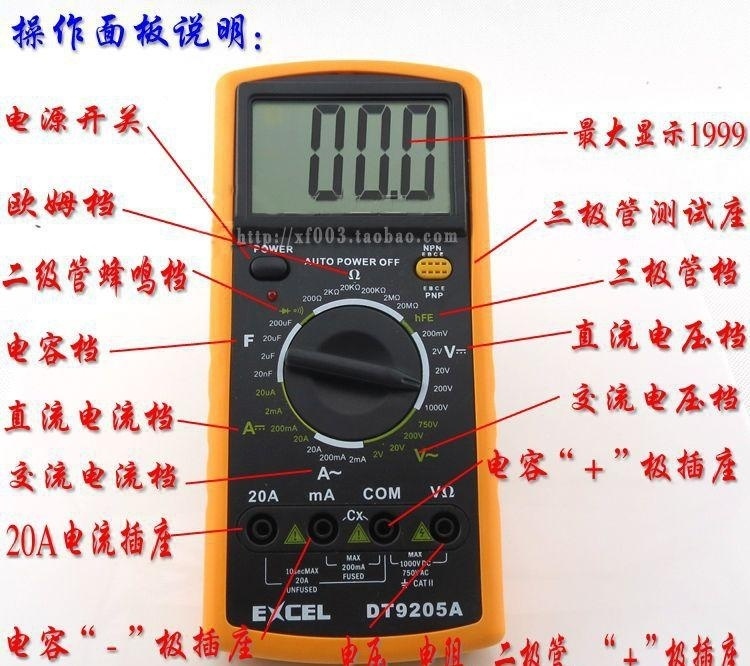 操作面板说明：
电源开关
最大显示1999
欧姆档
三极管测试座
二级管蜂鸣档
三极管档
电容档
直流电压档
直流电流档
交流电压档
交流电流档
电容“+”极插座
20A电流插座
电容“-”极插座
电压 电阻 二极管 “+”极插座
00.0
http://xf003.taobao.com
POWER
AUTO POWER OFF
NPN
EBCE
EBCE
PNP
Ω
200Ω
2KΩ
20KΩ
200KΩ
2MΩ
20MΩ
hFE
200mV
2V
20V
200V
1000V
V⎓
750V
200V
20V
2V
V~
2mA
200mA
20A
A~
20A
200mA
2mA
20uA
A⎓
20nF
2uF
20uF
200uF
F
20A mA COM VΩ
Cx
10secMAX
20A
UNFUSED
MAX
200mA
FUSED
MAX
1000VDC
750VAC
CAT II
EXCEL DT9205A